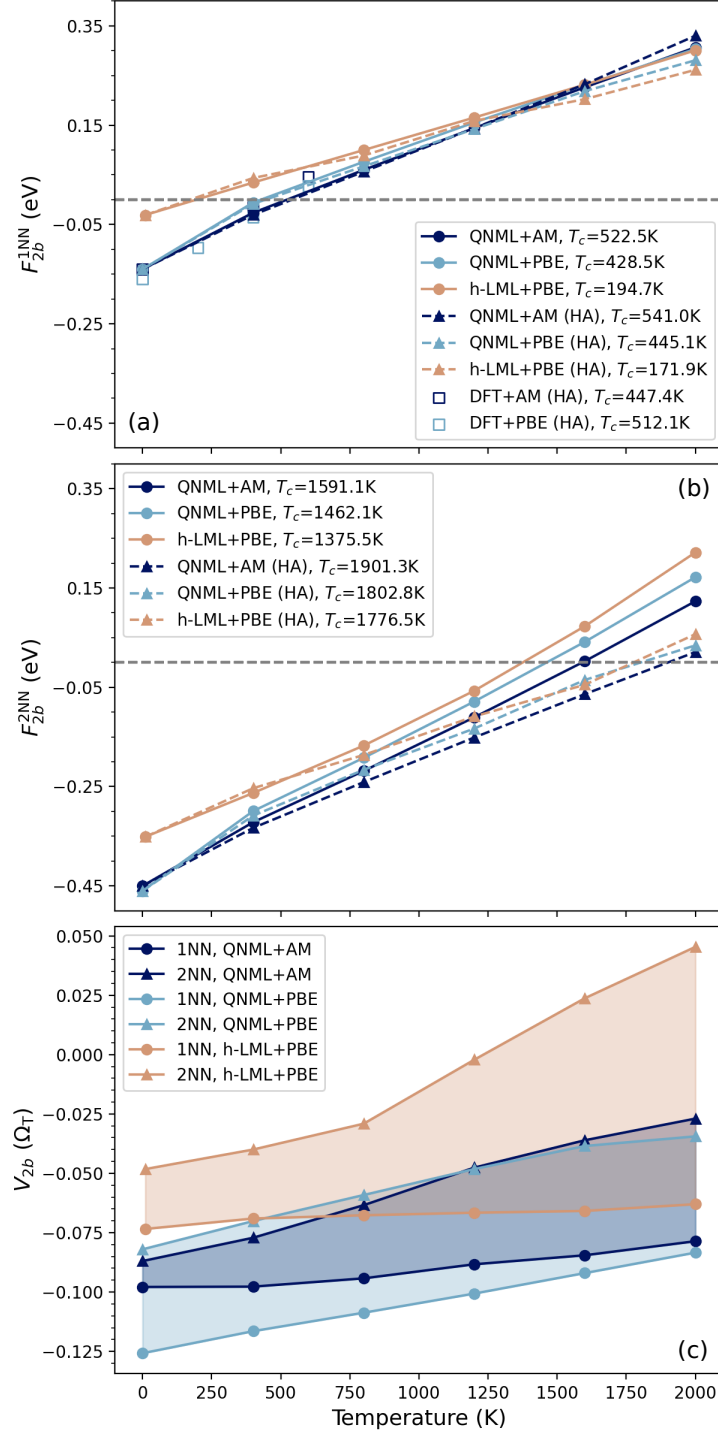 0.35
0.15
−0.05
−0.25
−0.45
F_{2b}^{1NN} (eV)
QNML+AM, T_c=522.5K
QNML+PBE, T_c=428.5K
h-LML+PBE, T_c=194.7K
QNML+AM (HA), T_c=541.0K
QNML+PBE (HA), T_c=445.1K
h-LML+PBE (HA), T_c=171.9K
DFT+AM (HA), T_c=447.4K
DFT+PBE (HA), T_c=512.1K
(a)
0.35
0.15
−0.05
−0.25
−0.45
F_{2b}^{2NN} (eV)
QNML+AM, T_c=1591.1K
QNML+PBE, T_c=1462.1K
h-LML+PBE, T_c=1375.5K
QNML+AM (HA), T_c=1901.3K
QNML+PBE (HA), T_c=1802.8K
h-LML+PBE (HA), T_c=1776.5K
(b)
0.050
0.025
0.000
−0.025
−0.050
−0.075
−0.100
−0.125
V_{2b} (Ω_T)
1NN, QNML+AM
2NN, QNML+AM
1NN, QNML+PBE
2NN, QNML+PBE
1NN, h-LML+PBE
2NN, h-LML+PBE
(c)
0 250 500 750 1000 1250 1500 1750 2000
Temperature (K)